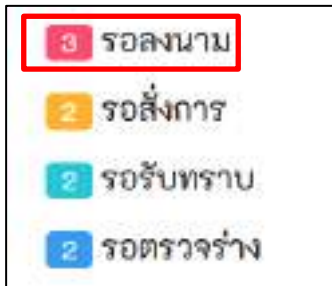 3 รอลงนาม
2 รอสั่งการ
2 รอรับทราบ
2 รอตรวจร่าง